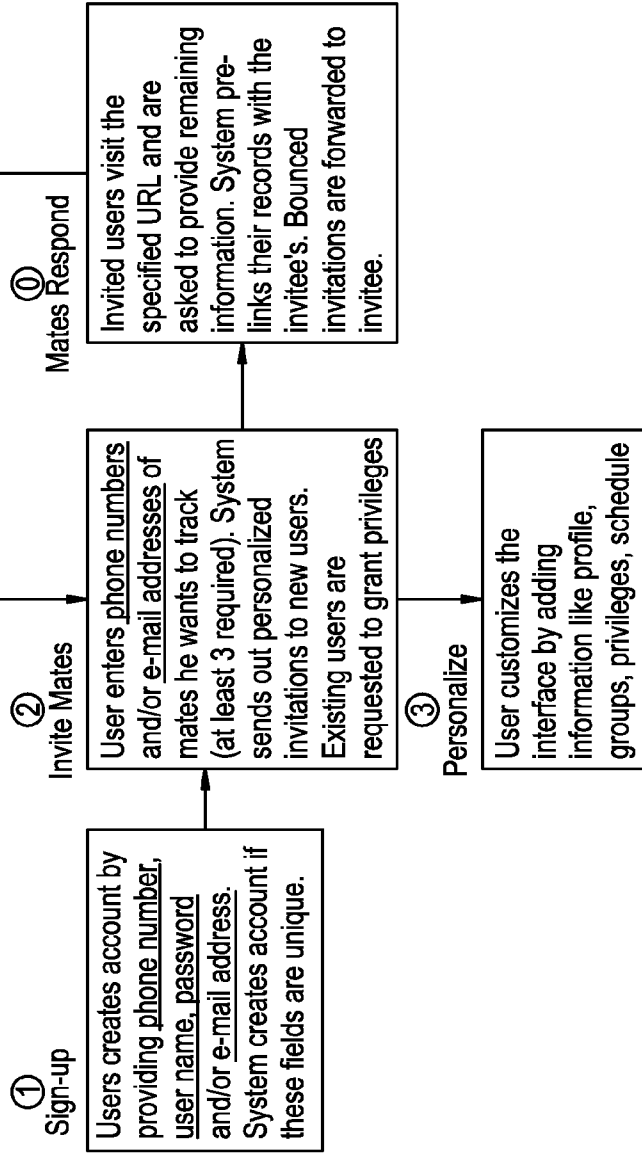 ①
Sign-up
Users creates account by
providing phone number,
user name, password
and/or e-mail address.
System creates account if
these fields are unique.
②
Invite Mates
User enters phone numbers
and/or e-mail addresses of
mates he wants to track
(at least 3 required). System
sends out personalized
invitations to new users.
Existing users are
requested to grant privileges
⓪
Mates Respond
Invited users visit the
specified URL and are
asked to provide remaining
information. System pre-
links their records with the
invitee's. Bounced
invitations are forwarded to
invitee.
③
Personalize
User customizes the
interface by adding
information like profile,
groups, privileges, schedule